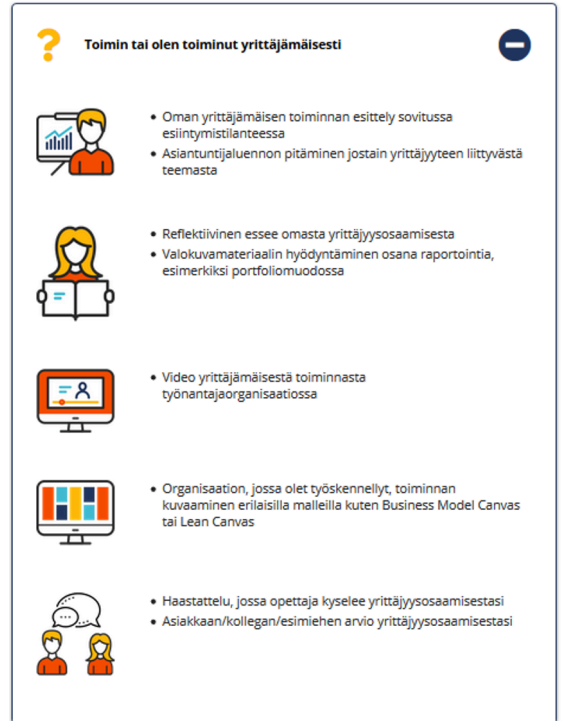 Toimin tai olen toiminut yrittäjämäisesti
• Oman yrittäjämäisen toiminnan esittely sovitussa
esiintymistilanteessa
• Asiantuntijaluennon pitäminen jostain yrittäjyyteen liittyvästä
teemasta
• Reflektiivinen essee omasta yrittäjyysosaamisesta
• Valokuvamateriaalin hyödyntäminen osana raportointia,
esimerkiksi portfoliomuodossa
• Video yrittäjämäisestä toiminnasta
työnantajaorganisaatiossa
• Organisaation, jossa olet työskennellyt, toiminnan
kuvaaminen erilaisilla malleilla kuten Business Model Canvas
tai Lean Canvas
• Haastattelu, jossa opettaja kyselee yrittäjyysosaamisestasi
• Asiakkaan/kollegan/esimiehen arvio yrittäjyysosaamisestasi